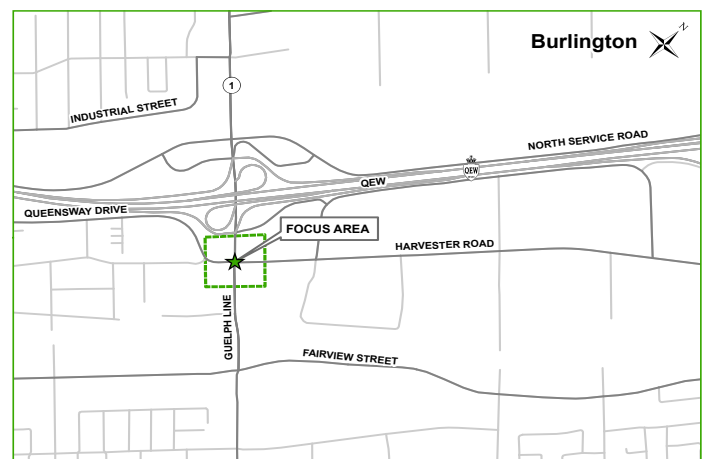 Burlington
N
1
INDUSTRIAL STREET
NORTH SERVICE ROAD
QEW
QEW
QUEENSWAY DRIVE
FOCUS AREA
HARVESTER ROAD
GUELPH LINE
FAIRVIEW STREET